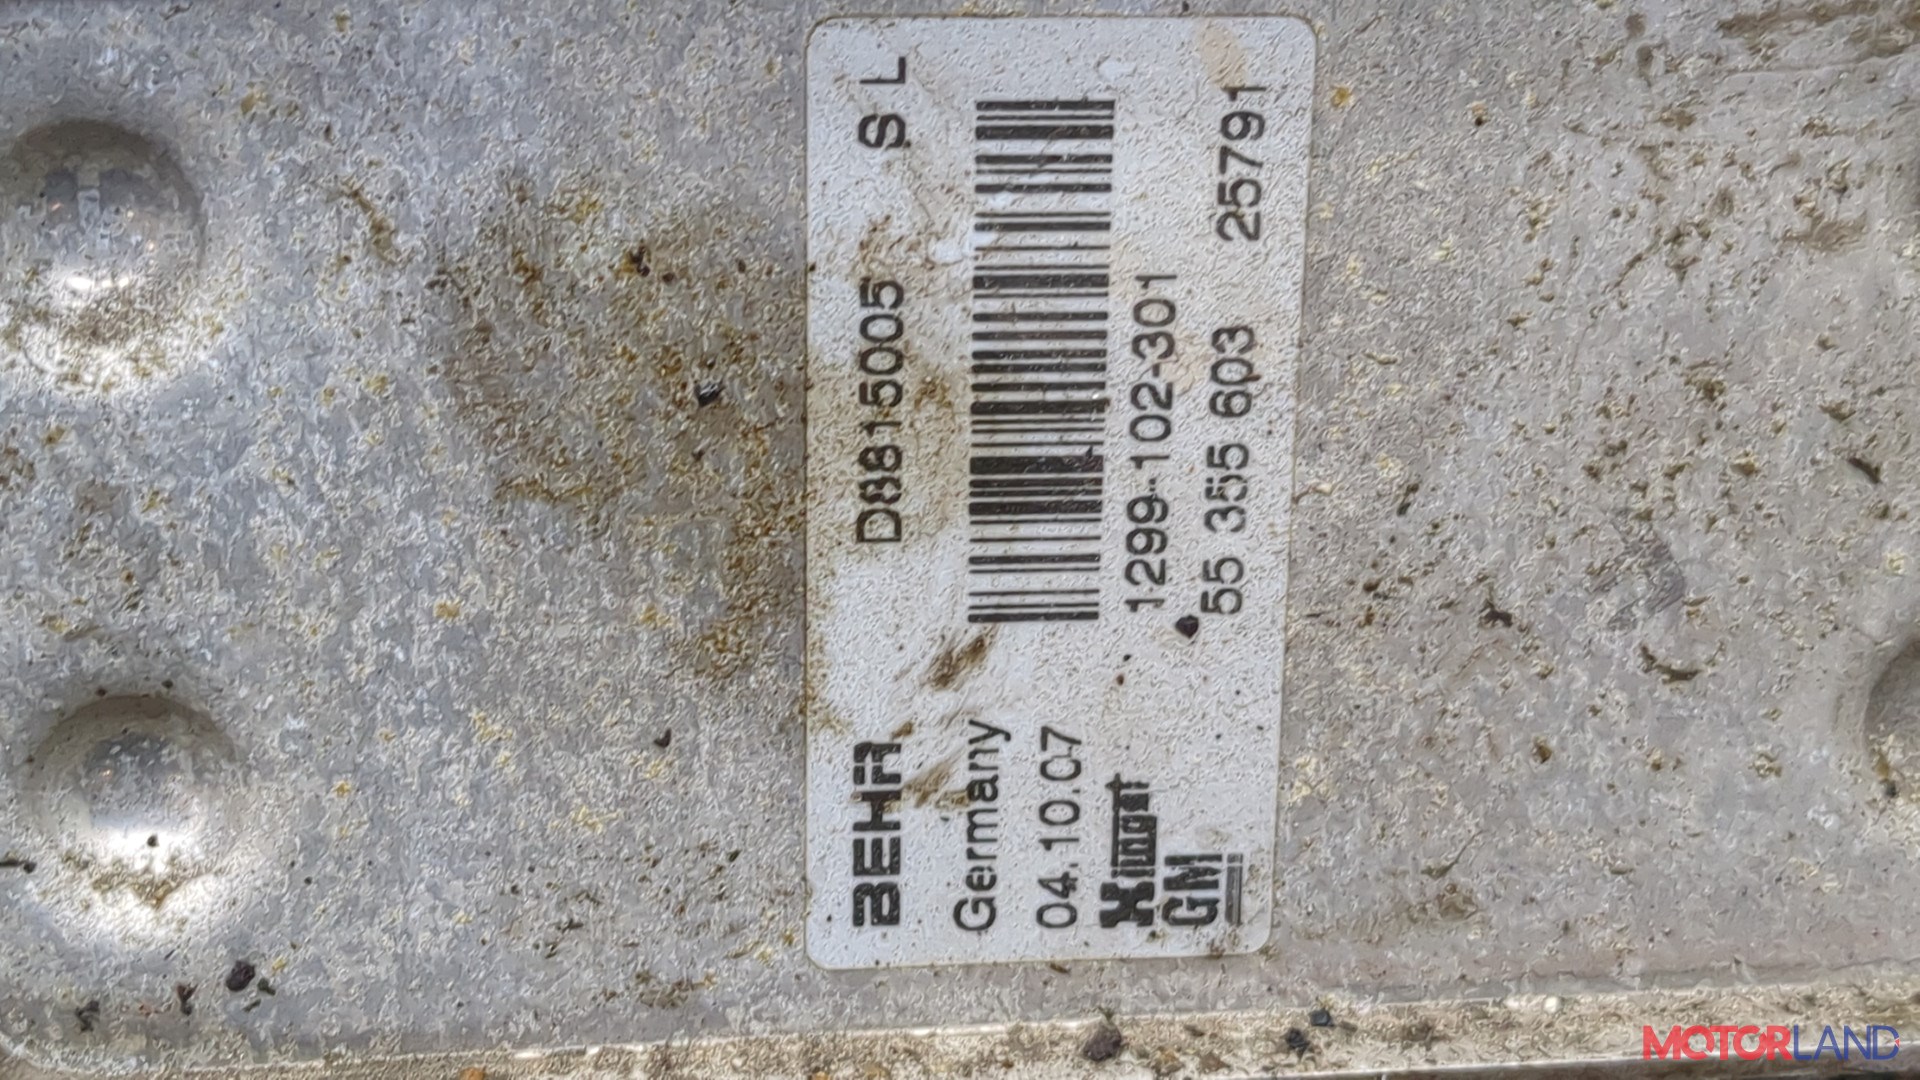 BEHR D8815005 S L
Germany
04.10.07
1299-102-301
GM 55 355 603 25791
MOTORLAND